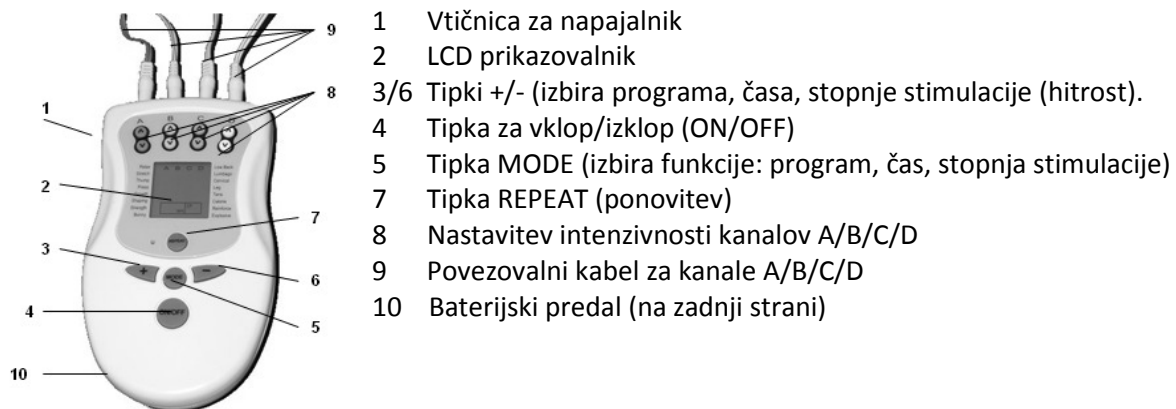 9
1 Vtičnica za napajalnik
2 LCD prikazovalnik
3/6 Tipki +/- (izbira programa, časa, stopnje stimulacije (hitrost).
4 Tipka za vklop/izklop (ON/OFF)
5 Tipka MODE (izbira funkcije: program, čas, stopnja stimulacije)
7 Tipka REPEAT (ponovitev)
8 Nastavitev intenzivnosti kanalov A/B/C/D
9 Povezovalni kabel za kanale A/B/C/D
10 Baterijski predal (na zadnji strani)
8
1
A B C D
2
7
3
+ MODE −
6
4
ON/OFF
5
10